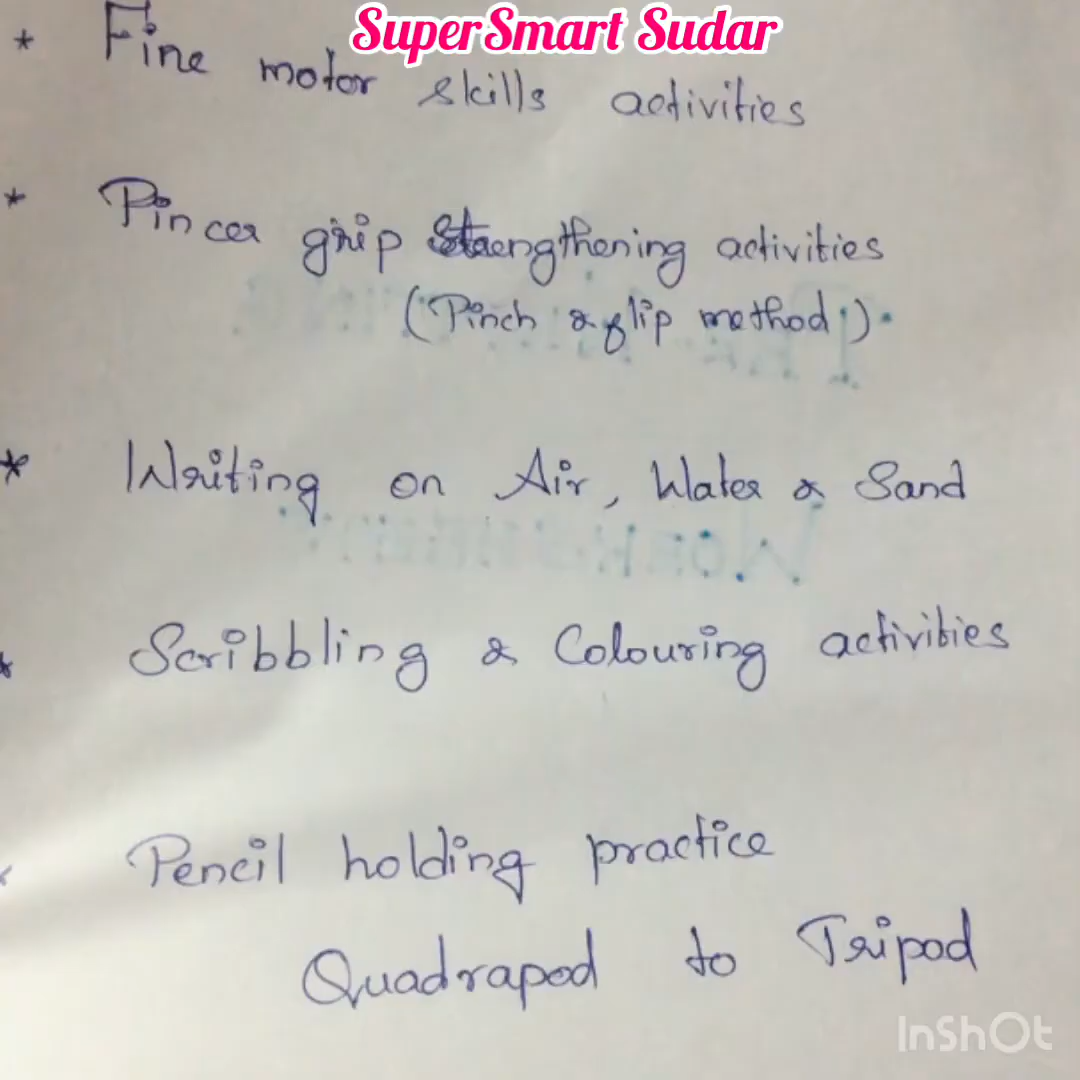 SuperSmart Sudar
* Fine motor skills activities
* Pincer grip Strengthening activities
(Pinch & flip method)
* Writing on Air, Water & Sand
* Scribbling & Colouring activities
* Pencil holding practice
Quadrapod to Tripod
InShOt